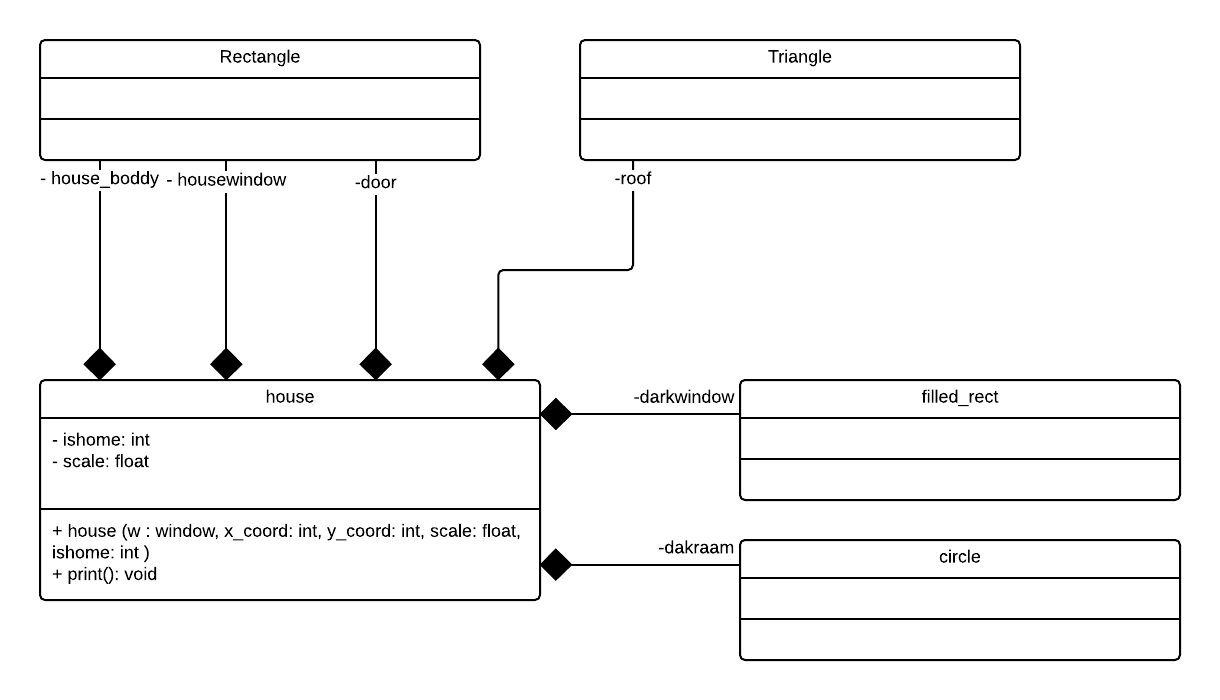 Rectangle
Triangle
- house_boddy
- housewindow
-door
-roof
house
- ishome: int
- scale: float
+ house (w : window, x_coord: int, y_coord: int, scale: float,
ishome: int )
+ print(): void
-darkwindow
filled_rect
-dakraam
circle